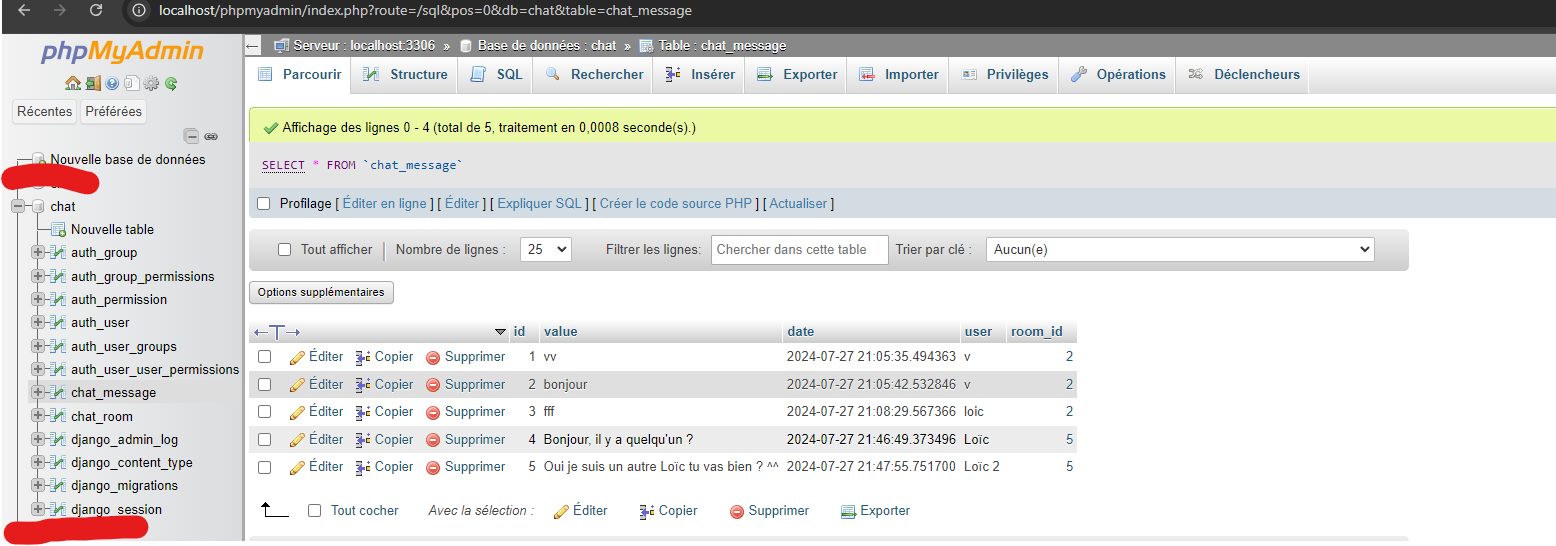 localhost/phpmyadmin/index.php?route=/sql&pos=0&db=chat&table=chat_message
phpMyAdmin
Récentes Préférées
Nouvelle base de données
chat
Nouvelle table
auth_group
auth_group_permissions
auth_permission
auth_user
auth_user_groups
auth_user_user_permissions
chat_message
chat_room
django_admin_log
django_content_type
django_migrations
django_session
Serveur : localhost:3306 » Base de données : chat » Table : chat_message
Parcourir Structure SQL Rechercher Insérer Exporter Importer Privilèges Opérations Déclencheurs
Affichage des lignes 0 - 4 (total de 5, traitement en 0,0008 seconde(s).)
SELECT * FROM `chat_message`
Profilage [ Éditer en ligne ] [ Éditer ] [ Expliquer SQL ] [ Créer le code source PHP ] [ Actualiser ]
Tout afficher Nombre de lignes : 25 Filtrer les lignes: Chercher dans cette table Trier par clé : Aucun(e)
Options supplémentaires
←T→ id value date user room_id
Éditer Copier Supprimer 1 vv 2024-07-27 21:05:35.494363 v 2
Éditer Copier Supprimer 2 bonjour 2024-07-27 21:05:42.532846 v 2
Éditer Copier Supprimer 3 fff 2024-07-27 21:08:29.567366 loic 2
Éditer Copier Supprimer 4 Bonjour, il y a quelqu'un ? 2024-07-27 21:46:49.373496 Loïc 5
Éditer Copier Supprimer 5 Oui je suis un autre Loïc tu vas bien ? ^^ 2024-07-27 21:47:55.751700 Loïc 2 5
Tout cocher Avec la sélection : Éditer Copier Supprimer Exporter